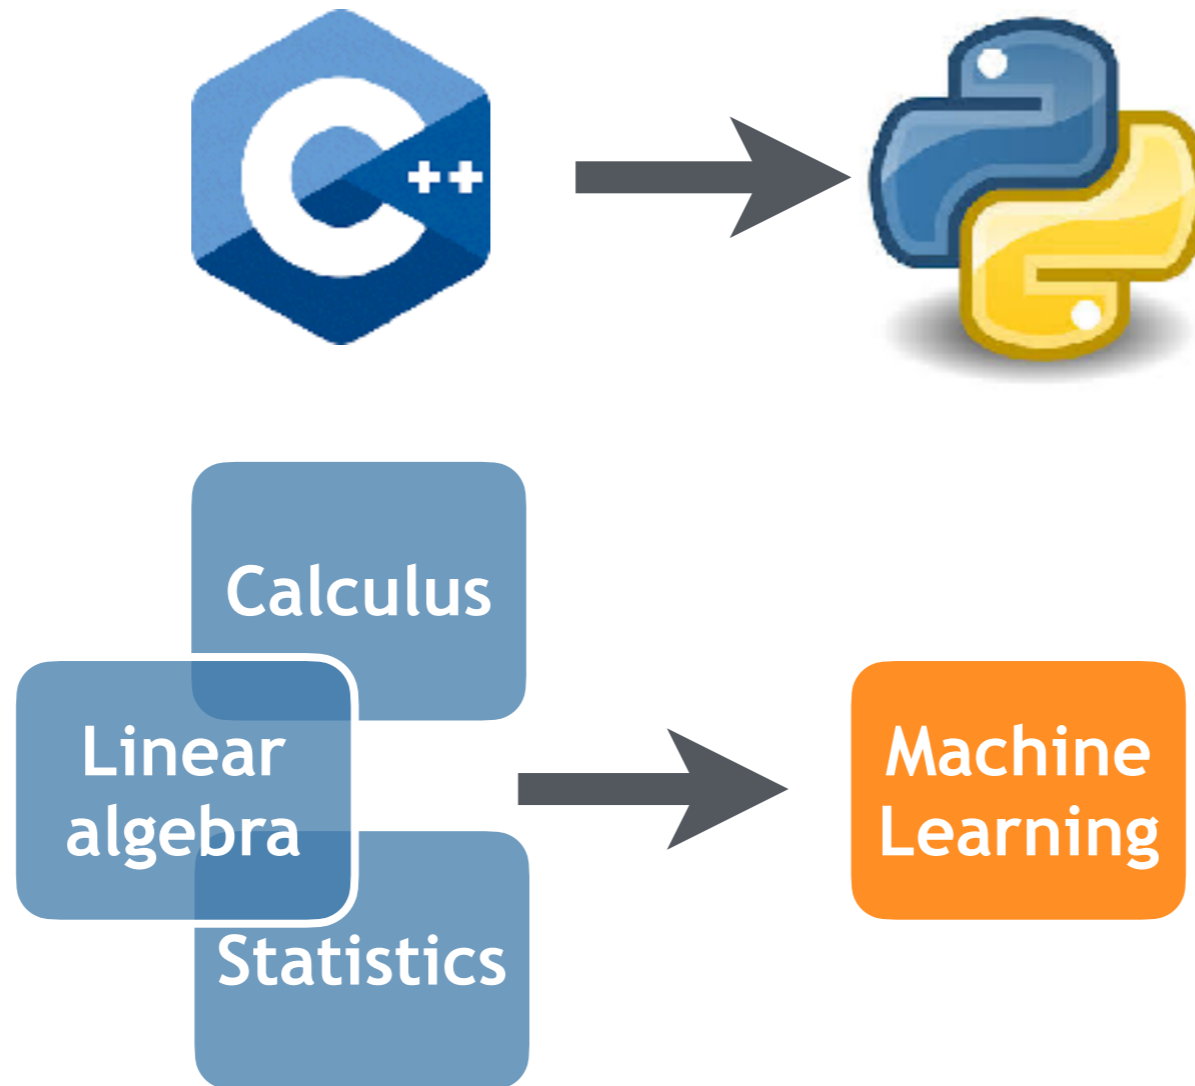 C++
Calculus
Linear
algebra
Statistics
Machine
Learning